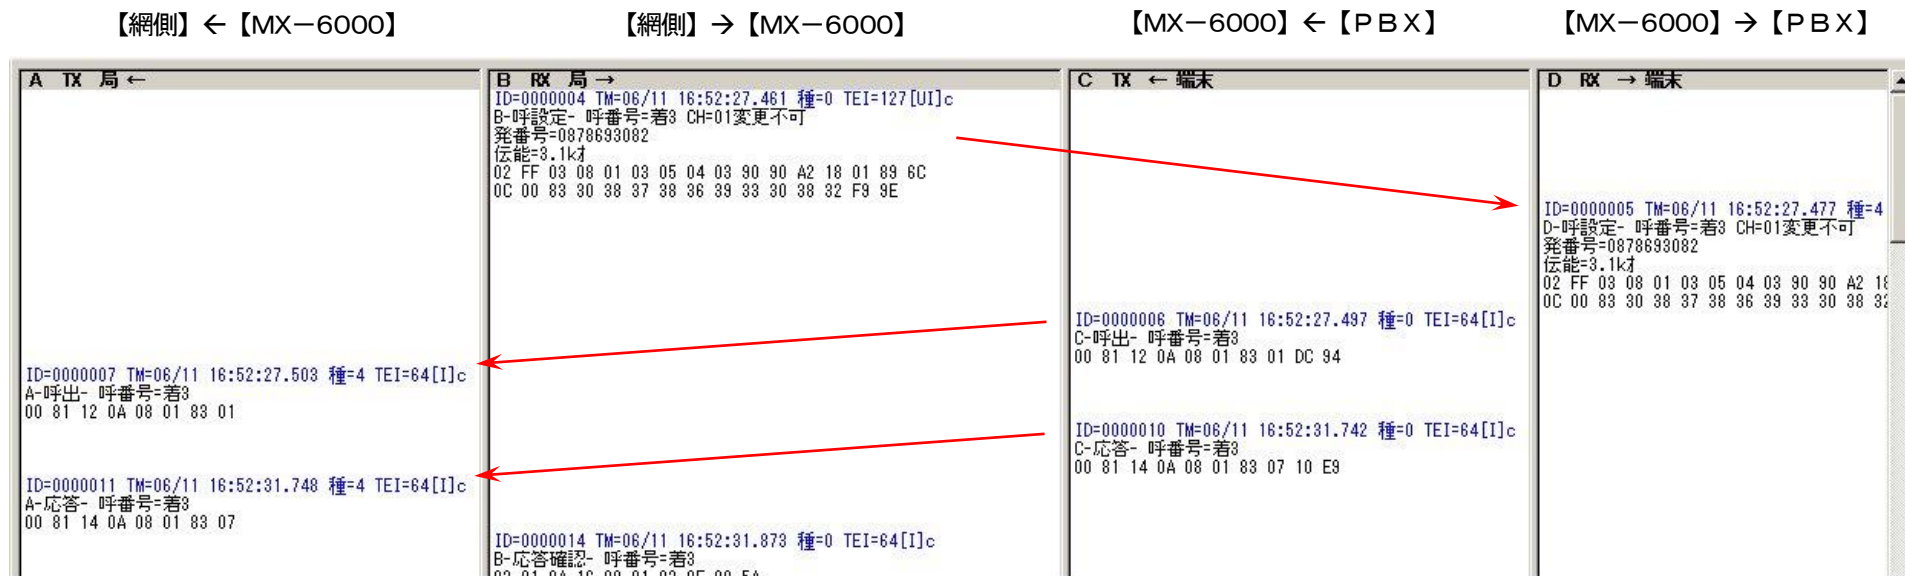 【網側】←【MX－6000】
【網側】→【MX－6000】
【MX－6000】←【ＰＢＸ】
【MX－6000】→【ＰＢＸ】
A TX 局←
B RX 局→
C TX ←端末
D RX →端末
ID=0000004 TM=06/11 16:52:27.461 種=0 TEI=127[UI]c
B-呼設定- 呼番号=着3 CH=01変更不可
発番号=0878693082
伝能=3.1kオ
02 FF 03 08 01 03 05 04 03 90 90 A2 18 01 89 6C
0C 00 83 30 38 37 38 36 39 33 30 38 32 F9 9E
ID=0000005 TM=06/11 16:52:27.477 種=4
D-呼設定- 呼番号=着3 CH=01変更不可
発番号=0878693082
伝能=3.1kオ
02 FF 03 08 01 03 05 04 03 90 90 A2 18
0C 00 83 30 38 37 38 36 39 33 30 38 32
ID=0000006 TM=06/11 16:52:27.497 種=0 TEI=64[I]c
C-呼出- 呼番号=着3
00 81 12 0A 08 01 83 01 DC 94
ID=0000007 TM=06/11 16:52:27.503 種=4 TEI=64[I]c
A-呼出- 呼番号=着3
00 81 12 0A 08 01 83 01
ID=0000010 TM=06/11 16:52:31.742 種=0 TEI=64[I]c
C-応答- 呼番号=着3
00 81 14 0A 08 01 83 07 10 E9
ID=0000011 TM=06/11 16:52:31.748 種=4 TEI=64[I]c
A-応答- 呼番号=着3
00 81 14 0A 08 01 83 07
ID=0000014 TM=06/11 16:52:31.873 種=0 TEI=64[I]c
B-応答確認- 呼番号=着3